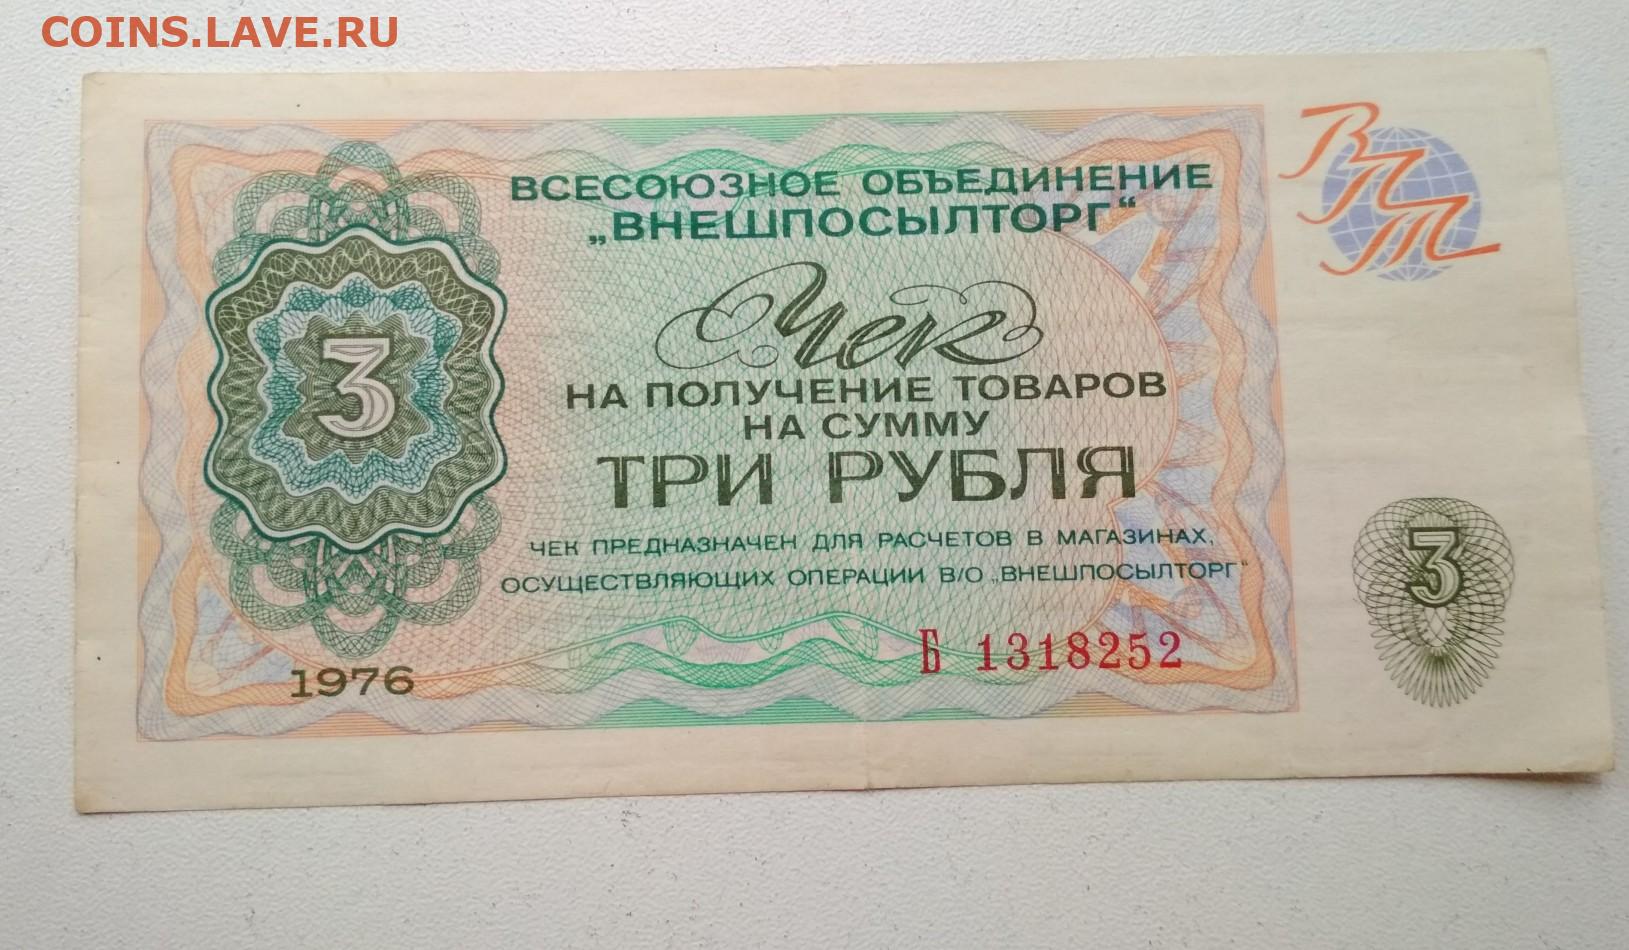 COINS.LAVE.RU
ВСЕСОЮЗНОЕ ОБЪЕДИНЕНИЕ
„ВНЕШПОСЫЛТОРГ“
ВПТ
Чек
НА ПОЛУЧЕНИЕ ТОВАРОВ
НА СУММУ
ТРИ РУБЛЯ
3
ЧЕК ПРЕДНАЗНАЧЕН ДЛЯ РАСЧЕТОВ В МАГАЗИНАХ,
ОСУЩЕСТВЛЯЮЩИХ ОПЕРАЦИИ В/О „ВНЕШПОСЫЛТОРГ“
3
Б 1318252
1976